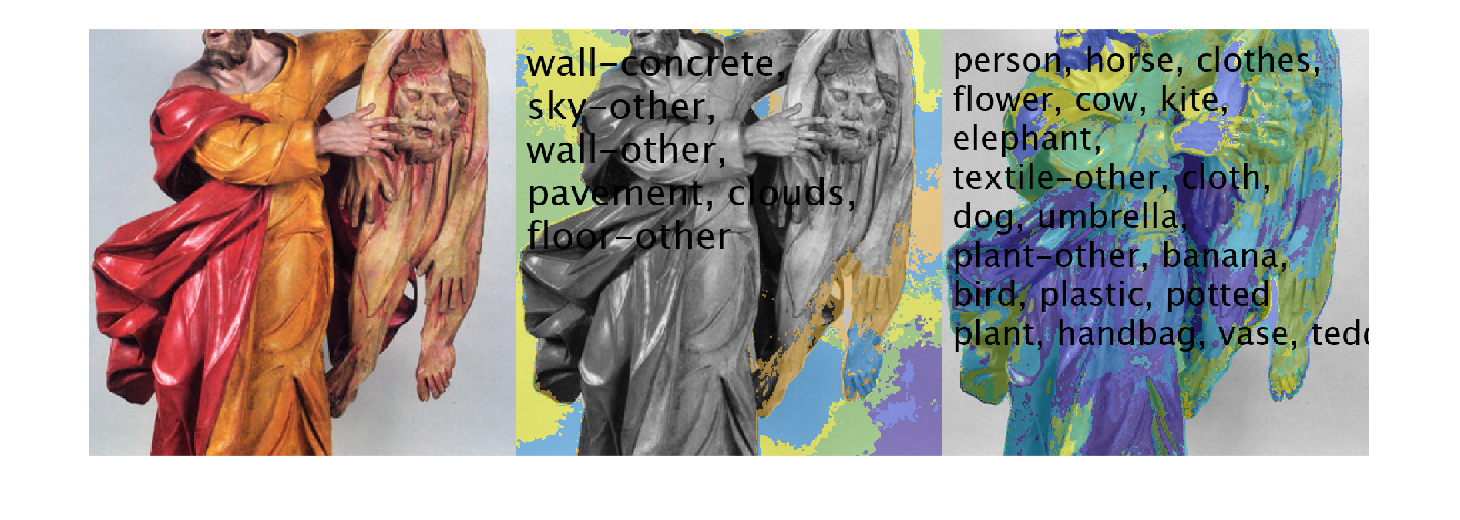 wall-concrete,
sky-other,
wall-other,
pavement, clouds,
floor-other
person, horse, clothes,
flower, cow, kite,
elephant,
textile-other, cloth,
dog, umbrella,
plant-other, banana,
bird, plastic, potted
plant, handbag, vase,